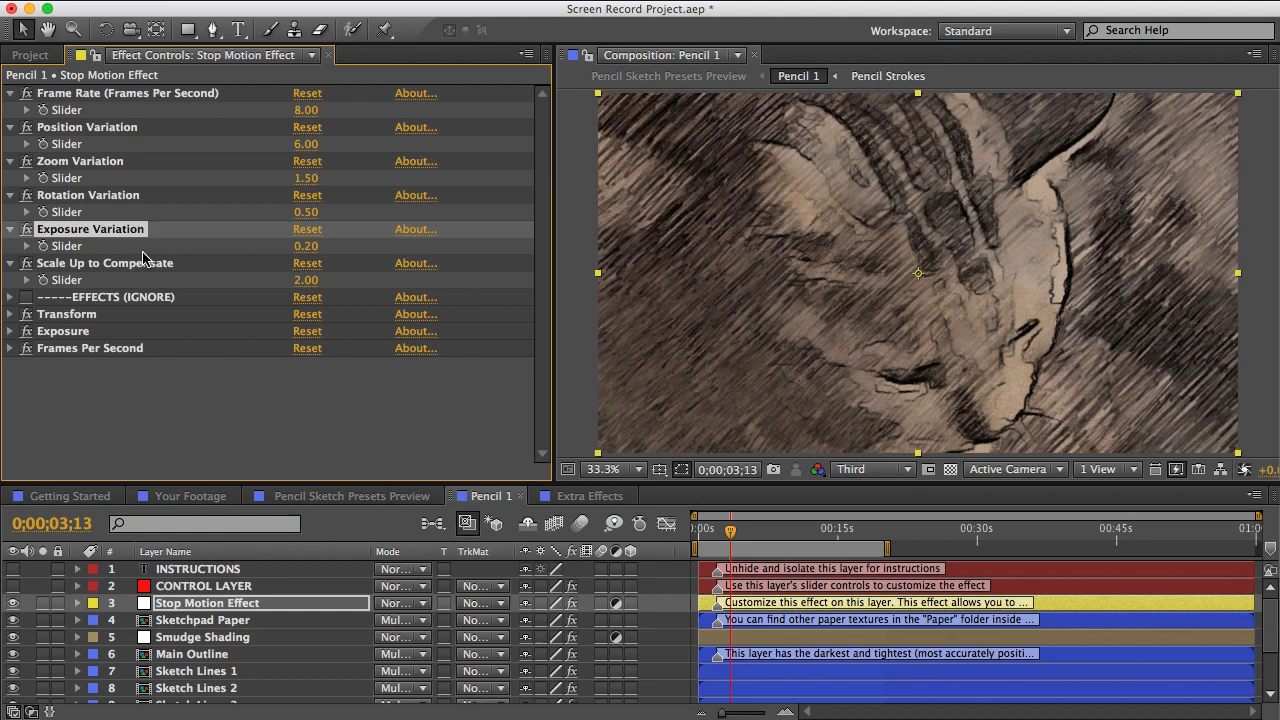 Screen Record Project.aep *
Workspace: Standard Search Help
Project Effect Controls: Stop Motion Effect
Composition: Pencil 1
Pencil 1 • Stop Motion Effect
Pencil Sketch Presets Preview Pencil 1 Pencil Strokes
Frame Rate (Frames Per Second) Reset About...
Slider 8.00
Position Variation Reset About...
Slider 6.00
Zoom Variation Reset About...
Slider 1.50
Rotation Variation Reset About...
Slider 0.50
Exposure Variation Reset About...
Slider 0.20
Scale Up to Compensate Reset About...
Slider 2.00
-----EFFECTS (IGNORE) Reset About...
Transform Reset About...
Exposure Reset About...
Frames Per Second Reset About...
33.3% 0;00;03;13 Third Active Camera 1 View +0.
Getting Started Your Footage Pencil Sketch Presets Preview Pencil 1 Extra Effects
0;00;03;13
:00s 00:15s 00:30s 00:45s 01:0
# Layer Name Mode T TrkMat
1 T INSTRUCTIONS Nor... Unhide and isolate this layer for instructions
2 CONTROL LAYER Nor... No... Use this layer's slider controls to customize the effect
3 Stop Motion Effect Nor... No... Customize this effect on this layer. This effect allows you to ...
4 Sketchpad Paper Mul... No... You can find other paper textures in the "Paper" folder inside ...
5 Smudge Shading Nor... No...
6 Main Outline Mul... No... This layer has the darkest and tightest (most accurately positi...
7 Sketch Lines 1 Mul... No...
8 Sketch Lines 2 Mul... No...